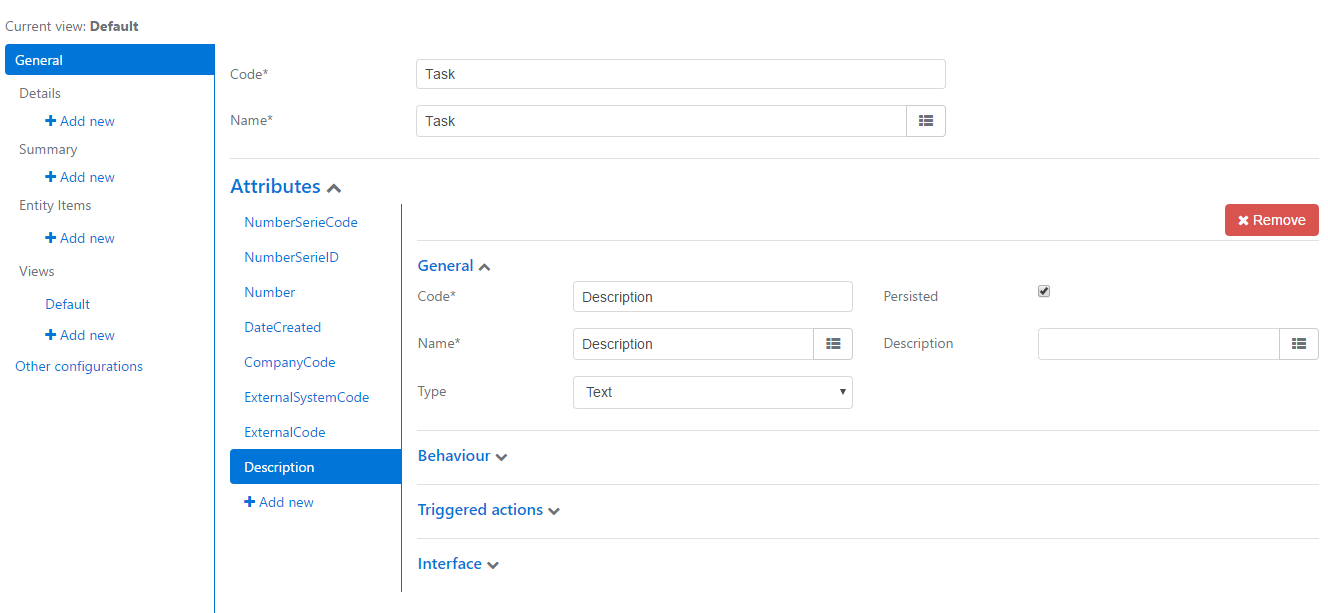 Current view: Default
General
Details
Add new
Summary
Add new
Entity Items
Add new
Views
Default
Add new
Other configurations
Code* Task
Name* Task
Attributes
NumberSerieCode
NumberSerieID
Number
DateCreated
CompanyCode
ExternalSystemCode
ExternalCode
Description
Add new
Remove
General
Code* Description Persisted
Name* Description Description
Type Text
Behaviour
Triggered actions
Interface